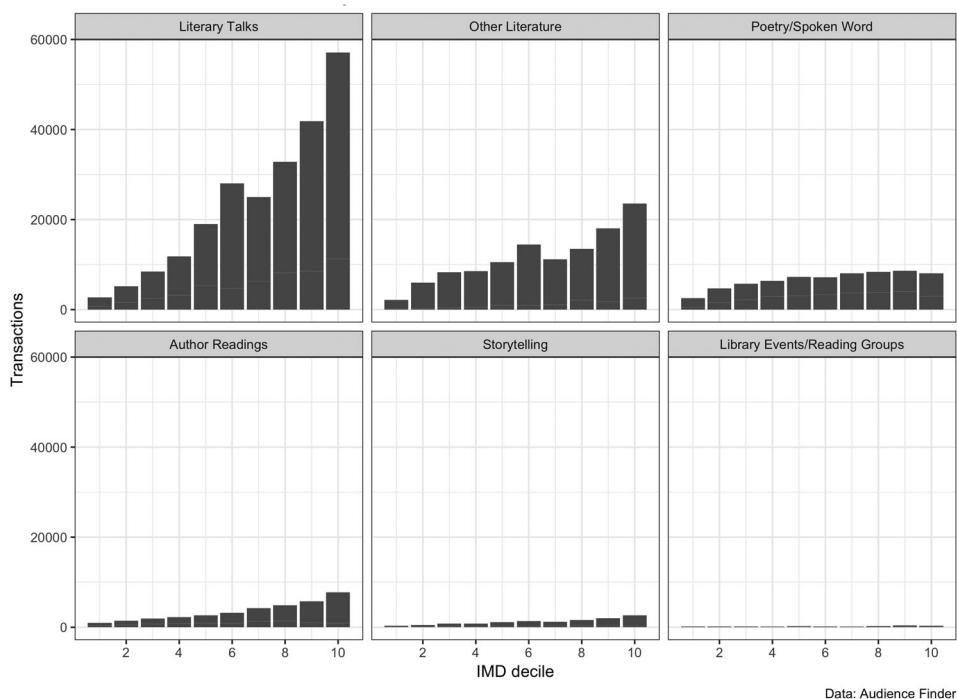 Literary Talks
Other Literature
Poetry/Spoken Word
60000
40000
20000
0
Author Readings
Storytelling
Library Events/Reading Groups
60000
40000
20000
0
Transactions
2 4 6 8 10
2 4 6 8 10
2 4 6 8 10
IMD decile
Data: Audience Finder